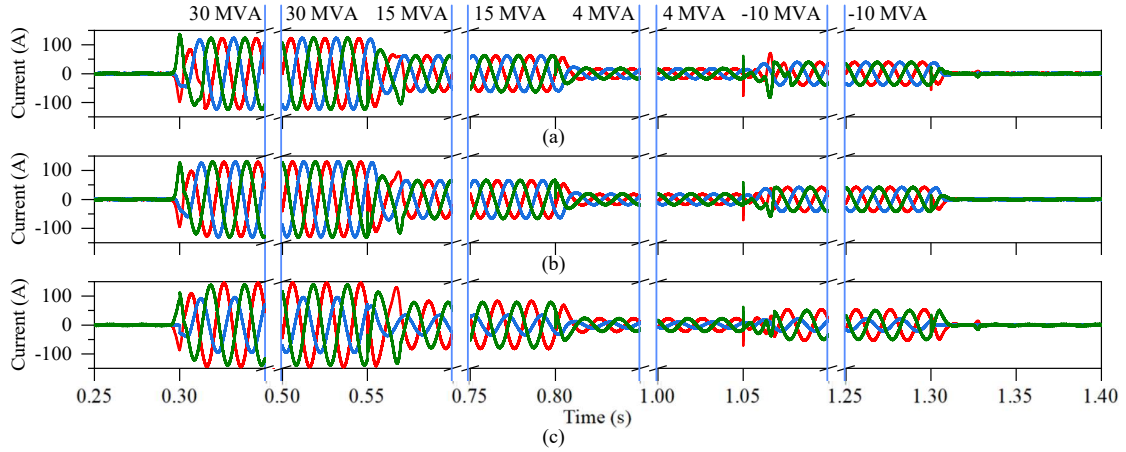 30 MVA 30 MVA 15 MVA 15 MVA 4 MVA 4 MVA -10 MVA -10 MVA
Current (A)
100
0
-100
(a)
Current (A)
100
0
-100
(b)
Current (A)
100
0
-100
0.25 0.30 0.50 0.55 0.75 0.80 1.00 1.05 1.25 1.30 1.40
Time (s)
(c)